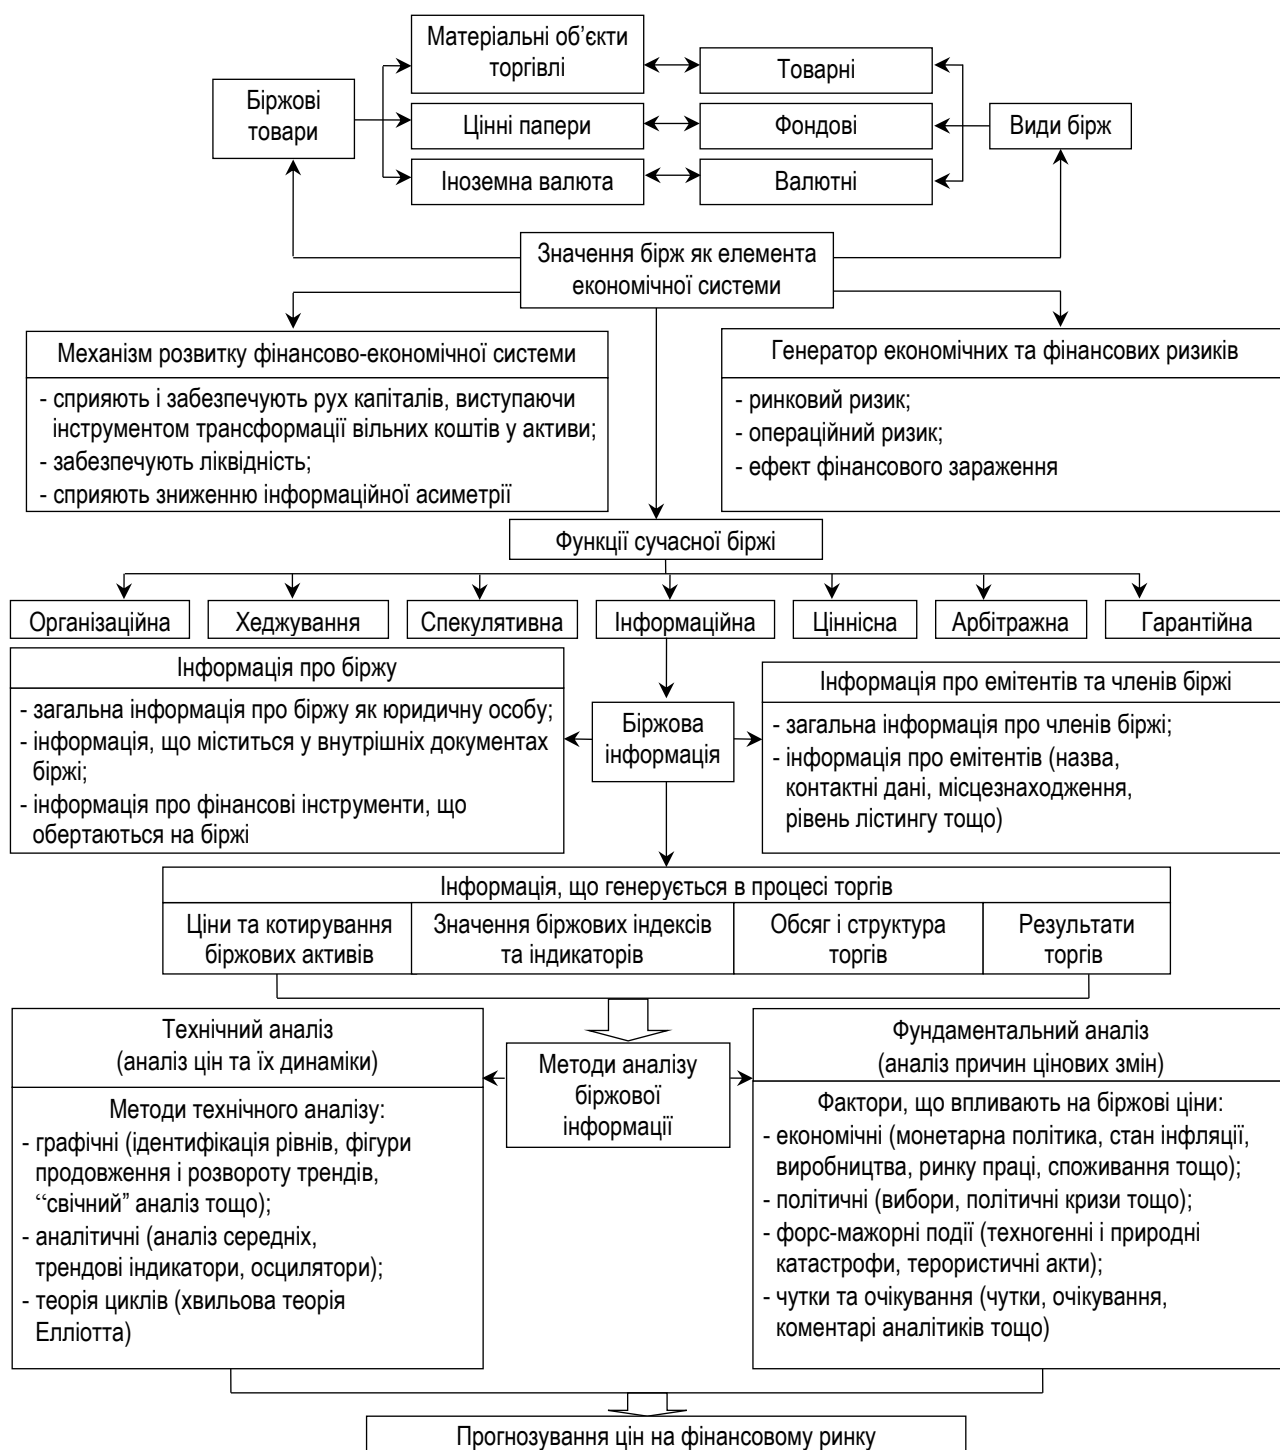 Матеріальні об’єкти
торгівлі
Товарні
Біржові
товари
Цінні папери
Фондові
Види бірж
Іноземна валюта
Валютні
Значення бірж як елемента
економічної системи
Механізм розвитку фінансово-економічної системи
- сприяють і забезпечують рух капіталів, виступаючи
інструментом трансформації вільних коштів у активи;
- забезпечують ліквідність;
- сприяють зниженню інформаційної асиметрії
Генератор економічних та фінансових ризиків
- ринковий ризик;
- операційний ризик;
- ефект фінансового зараження
Функції сучасної біржі
Організаційна
Хеджування
Спекулятивна
Інформаційна
Ціннісна
Арбітражна
Гарантійна
Інформація про біржу
- загальна інформація про біржу як юридичну особу;
- інформація, що міститься у внутрішніх документах
біржі;
- інформація про фінансові інструменти, що
обертаються на біржі
Біржова
інформація
Інформація про емітентів та членів біржі
- загальна інформація про членів біржі;
- інформація про емітентів (назва,
контактні дані, місцезнаходження,
рівень лістингу тощо)
Інформація, що генерується в процесі торгів
Ціни та котирування
біржових активів
Значення біржових індексів
та індикаторів
Обсяг і структура
торгів
Результати
торгів
Технічний аналіз
(аналіз цін та їх динаміки)
Методи технічного аналізу:
- графічні (ідентифікація рівнів, фігури
продовження і розвороту трендів,
“свічний” аналіз тощо);
- аналітичні (аналіз середніх,
трендові індикатори, осцилятори);
- теорія циклів (хвильова теорія
Елліотта)
Методи аналізу
біржової
інформації
Фундаментальний аналіз
(аналіз причин цінових змін)
Фактори, що впливають на біржові ціни:
- економічні (монетарна політика, стан інфляції,
виробництва, ринку праці, споживання тощо);
- політичні (вибори, політичні кризи тощо);
- форс-мажорні події (техногенні і природні
катастрофи, терористичні акти);
- чутки та очікування (чутки, очікування,
коментарі аналітиків тощо)
Прогнозування цін на фінансовому ринку